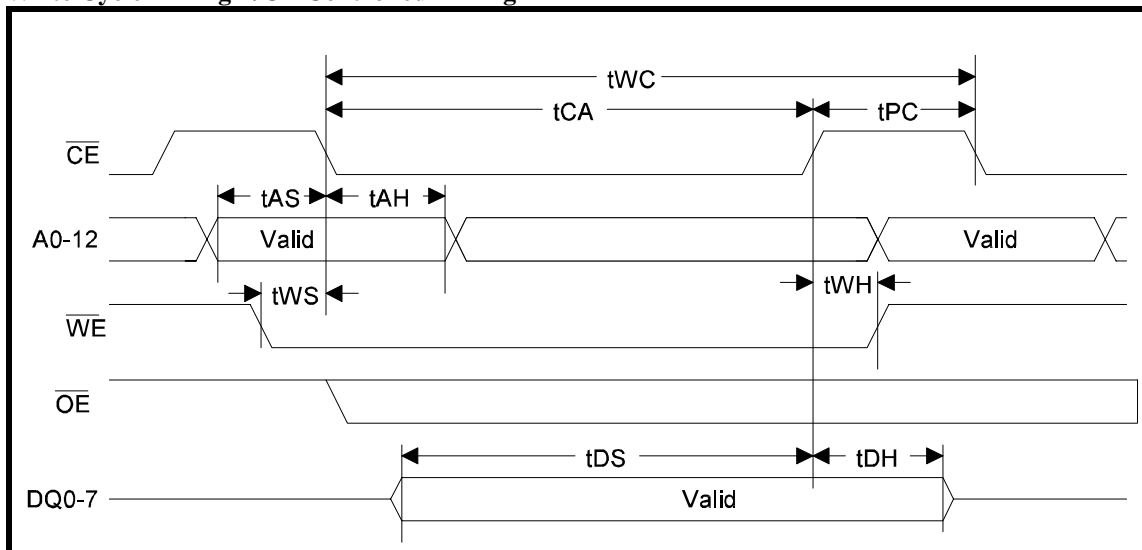 tWC
tCA
tPC
CE
tAS
tAH
A0-12
Valid
Valid
tWS
tWH
WE
OE
tDS
tDH
DQ0-7
Valid